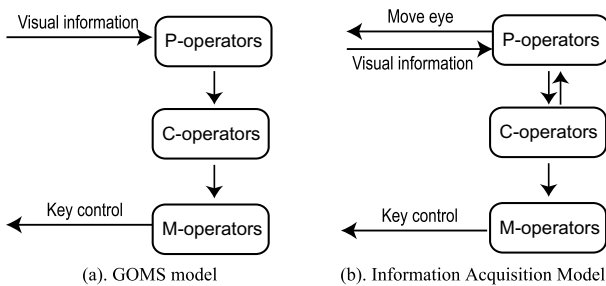 Visual information
P-operators
C-operators
Key control
M-operators
(a). GOMS model
Move eye
P-operators
Visual information
C-operators
Key control
M-operators
(b). Information Acquisition Model